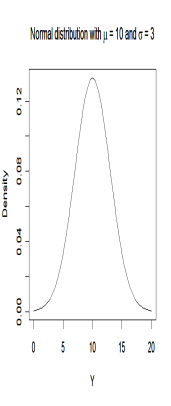 Normal distribution with μ = 10 and σ = 3
Density
0.12
0.08
0.04
0.00
0 5 10 15 20
Y